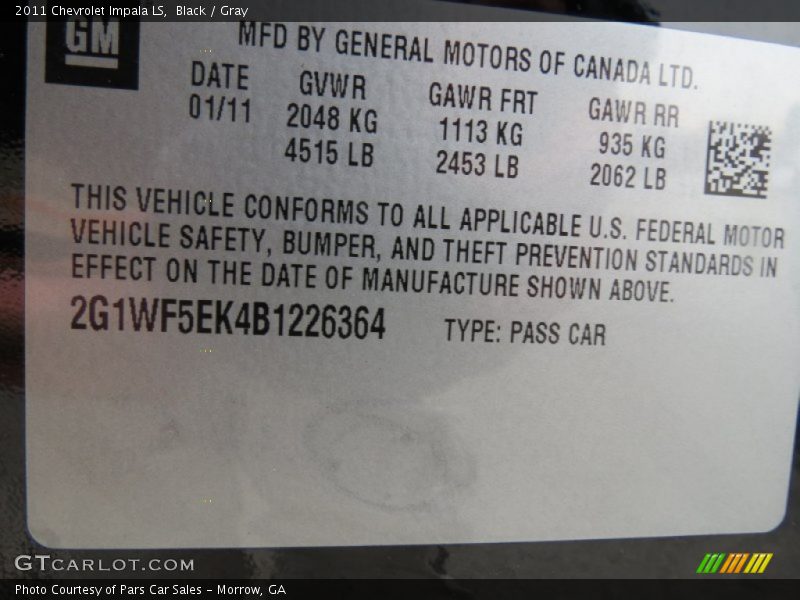 2011 Chevrolet Impala LS, Black / Gray
GM
MFD BY GENERAL MOTORS OF CANADA LTD.
DATE GVWR GAWR FRT GAWR RR
01/11 2048 KG 1113 KG 935 KG
4515 LB 2453 LB 2062 LB
THIS VEHICLE CONFORMS TO ALL APPLICABLE U.S. FEDERAL MOTOR
VEHICLE SAFETY, BUMPER, AND THEFT PREVENTION STANDARDS IN
EFFECT ON THE DATE OF MANUFACTURE SHOWN ABOVE.
2G1WF5EK4B1226364 TYPE: PASS CAR
GTCARLOT.COM
Photo Courtesy of Pars Car Sales - Morrow, GA